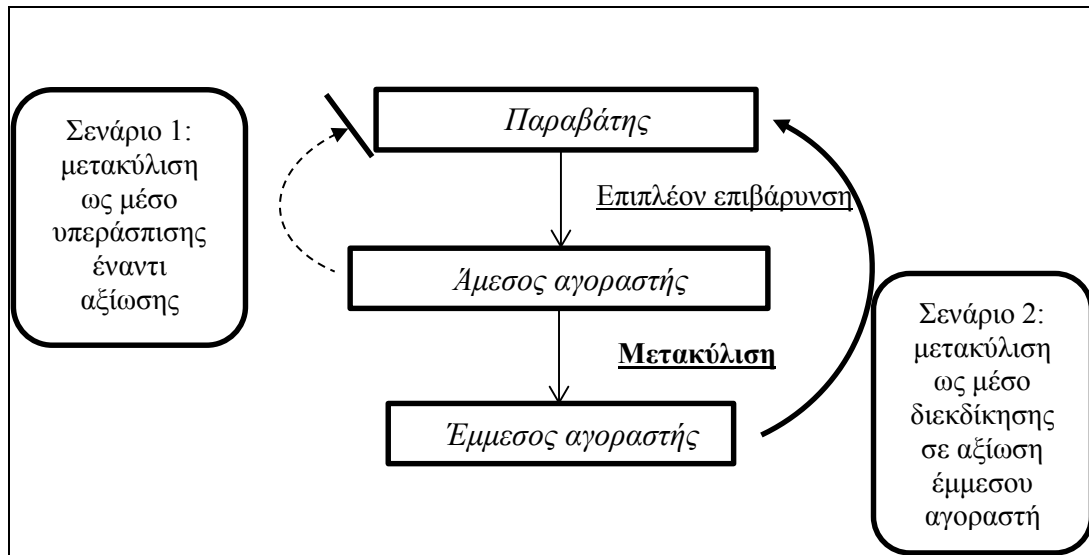 Σενάριο 1:
μετακύλιση
ως μέσο
υπεράσπισης
έναντι
αξίωσης
Παραβάτης
Επιπλέον επιβάρυνση
Άμεσος αγοραστής
Μετακύλιση
Έμμεσος αγοραστής
Σενάριο 2:
μετακύλιση
ως μέσο
διεκδίκησης
σε αξίωση
έμμεσου
αγοραστή